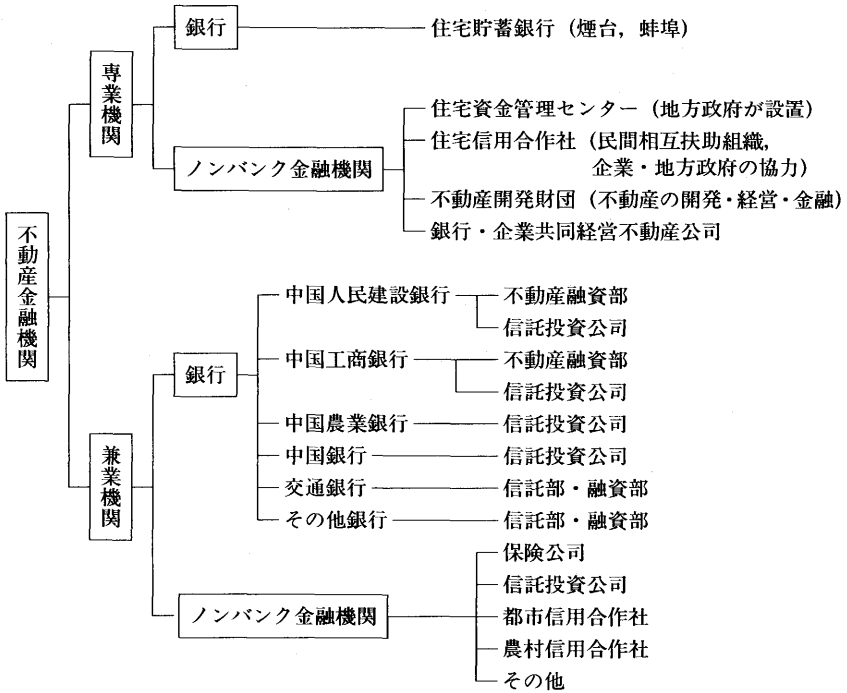 不動産金融機関
専業機関
銀行
住宅貯蓄銀行（煙台，蚌埠）
ノンバンク金融機関
住宅資金管理センター（地方政府が設置）
住宅信用合作社（民間相互扶助組織，
企業・地方政府の協力）
不動産開発財団（不動産の開発・経営・金融）
銀行・企業共同経営不動産公司
兼業機関
銀行
中国人民建設銀行
不動産融資部
信託投資公司
中国工商銀行
不動産融資部
信託投資公司
中国農業銀行
信託投資公司
中国銀行
信託投資公司
交通銀行
信託部・融資部
その他銀行
信託部・融資部
ノンバンク金融機関
保険公司
信託投資公司
都市信用合作社
農村信用合作社
その他